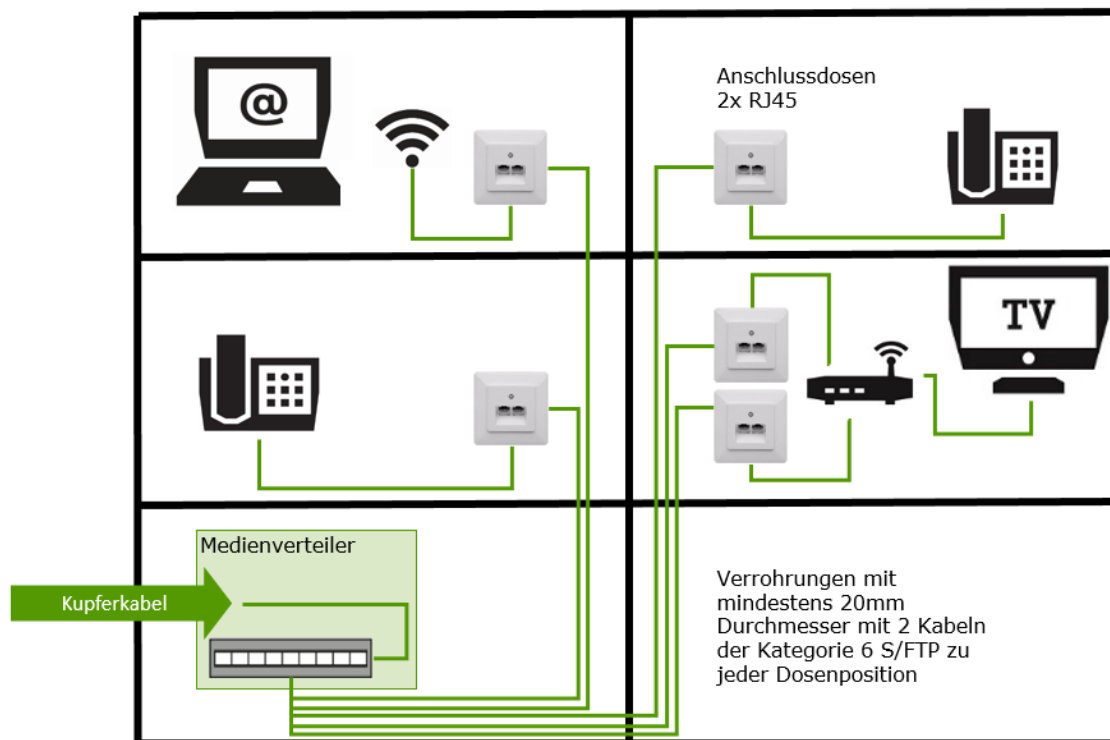 @
Anschlussdosen
2x RJ45
TV
Medienverteiler
Kupferkabel
Verrohrungen mit
mindestens 20mm
Durchmesser mit 2 Kabeln
der Kategorie 6 S/FTP zu
jeder Dosenposition